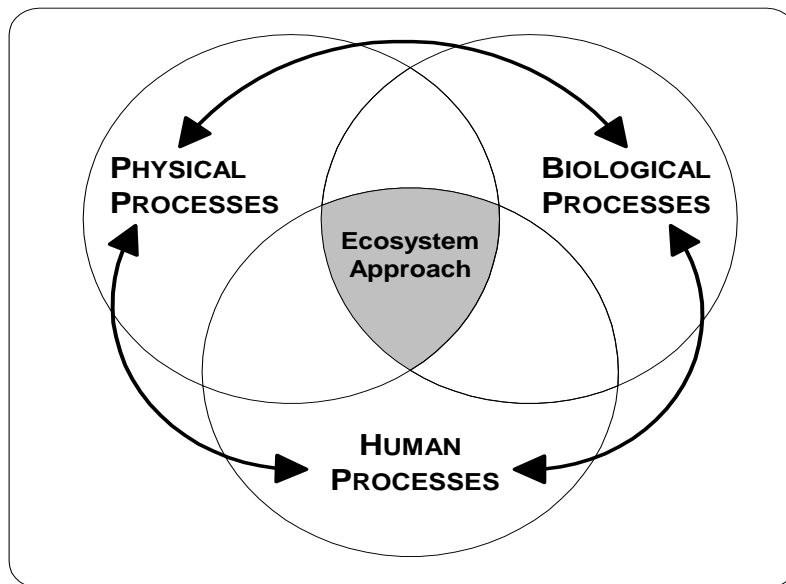 PHYSICAL
PROCESSES
BIOLOGICAL
PROCESSES
Ecosystem
Approach
HUMAN
PROCESSES